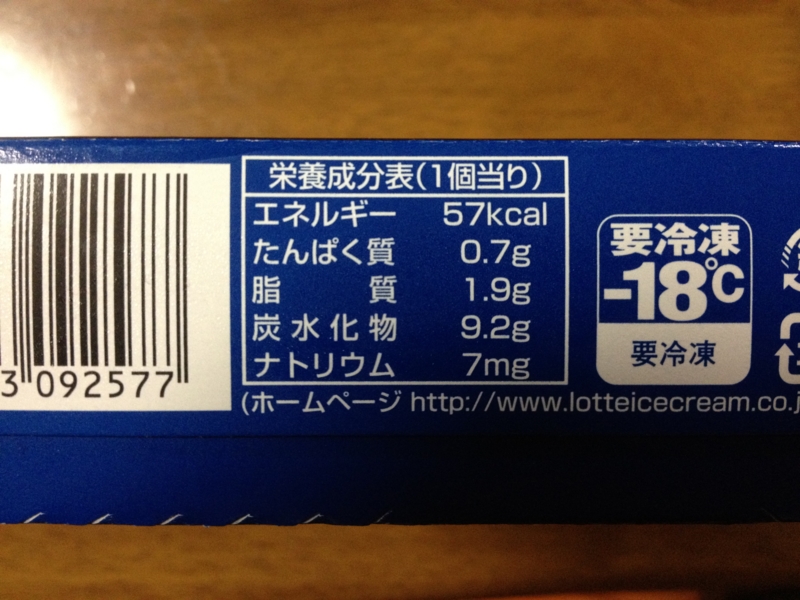 栄養成分表(1個当り)
エネルギー 57kcal
たんぱく質 0.7g
脂質 1.9g
炭水化物 9.2g
ナトリウム 7mg
(ホームページ http://www.lotteicecream.co.j
要冷凍
-18℃
要冷凍
3 092577